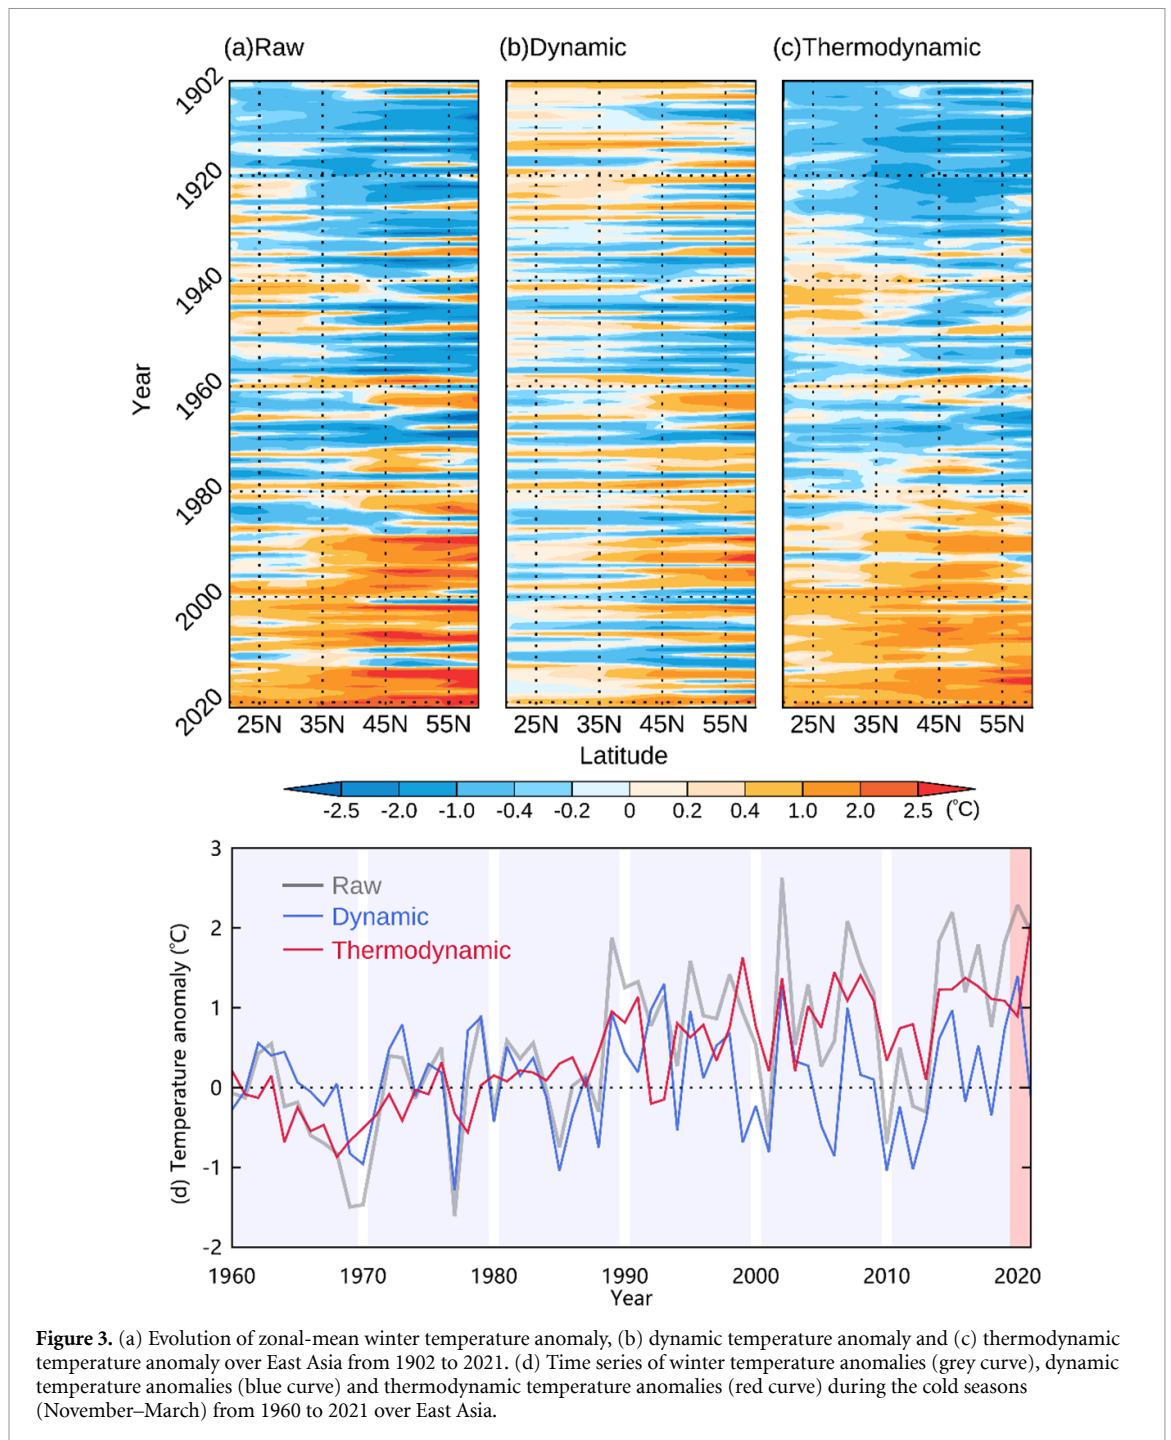 (a)Raw
(b)Dynamic
(c)Thermodynamic
1902
1920
1940
1960
1980
2000
2020
Year
25N 35N 45N 55N
25N 35N 45N 55N
25N 35N 45N 55N
Latitude
-2.5 -2.0 -1.0 -0.4 -0.2 0 0.2 0.4 1.0 2.0 2.5 (℃)
3
2
1
0
-1
-2
(d) Temperature anomaly (℃)
Raw
Dynamic
Thermodynamic
1960 1970 1980 1990 2000 2010 2020
Year
Figure 3. (a) Evolution of zonal-mean winter temperature anomaly, (b) dynamic temperature anomaly and (c) thermodynamic
temperature anomaly over East Asia from 1902 to 2021. (d) Time series of winter temperature anomalies (grey curve), dynamic
temperature anomalies (blue curve) and thermodynamic temperature anomalies (red curve) during the cold seasons
(November–March) from 1960 to 2021 over East Asia.